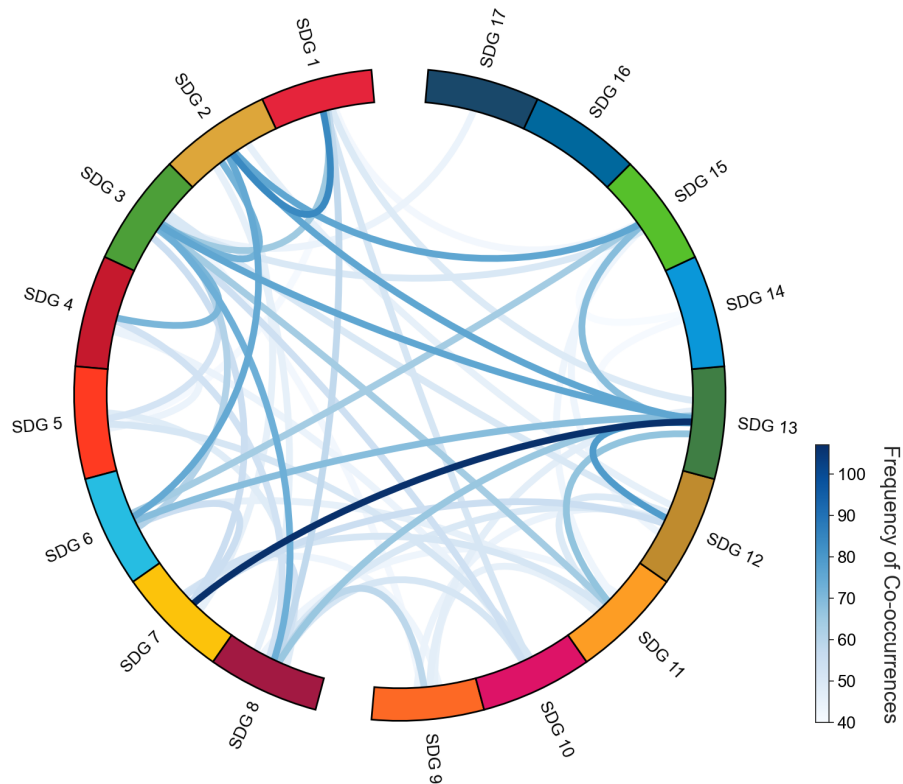 SDG 1
SDG 2
SDG 3
SDG 4
SDG 5
SDG 6
SDG 7
SDG 8
SDG 9
SDG 10
SDG 11
SDG 12
SDG 13
SDG 14
SDG 15
SDG 16
SDG 17
100
90
80
70
60
50
40
Frequency of Co-occurrences